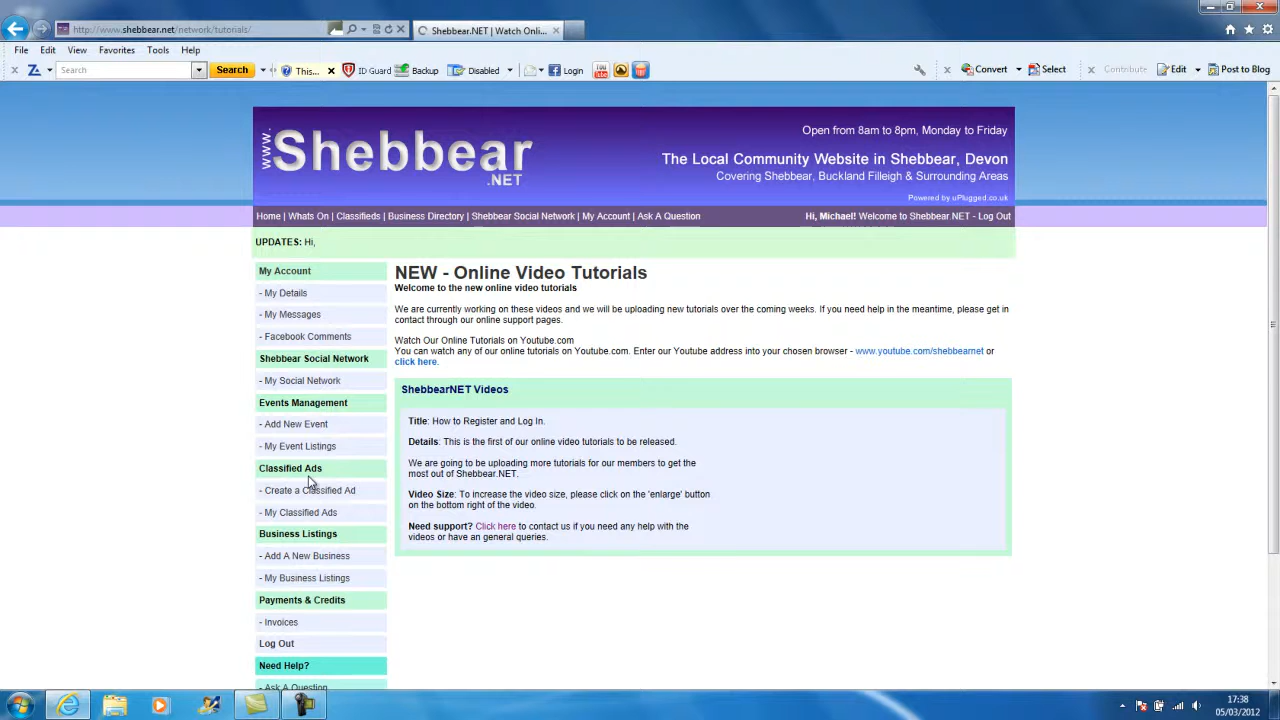 http://www.shebbear.net/network/tutorials/
Shebbear.NET | Watch Onli...
File Edit View Favorites Tools Help
Search Search This... ID Guard Backup Disabled Login Convert Select Contribute Edit Post to Blog
www.
Shebbear
.NET
Open from 8am to 8pm, Monday to Friday
The Local Community Website in Shebbear, Devon
Covering Shebbear, Buckland Filleigh & Surrounding Areas
Powered by uPlugged.co.uk
Home | Whats On | Classifieds | Business Directory | Shebbear Social Network | My Account | Ask A Question
Hi, Michael! Welcome to Shebbear.NET - Log Out
UPDATES: Hi,
My Account
- My Details
- My Messages
- Facebook Comments
Shebbear Social Network
- My Social Network
Events Management
- Add New Event
- My Event Listings
Classified Ads
- Create a Classified Ad
- My Classified Ads
Business Listings
- Add A New Business
- My Business Listings
Payments & Credits
- Invoices
Log Out
Need Help?
- Ask A Question
NEW - Online Video Tutorials
Welcome to the new online video tutorials
We are currently working on these videos and we will be uploading new tutorials over the coming weeks. If you need help in the meantime, please get in
contact through our online support pages.
Watch Our Online Tutorials on Youtube.com
You can watch any of our online tutorials on Youtube.com. Enter our Youtube address into your chosen browser - www.youtube.com/shebbearnet or
click here.
ShebbearNET Videos
Title: How to Register and Log In.
Details: This is the first of our online video tutorials to be released.
We are going to be uploading more tutorials for our members to get the
most out of Shebbear.NET.
Video Size: To increase the video size, please click on the 'enlarge' button
on the bottom right of the video.
Need support? Click here to contact us if you need any help with the
videos or have an general queries.
17:38
05/03/2012